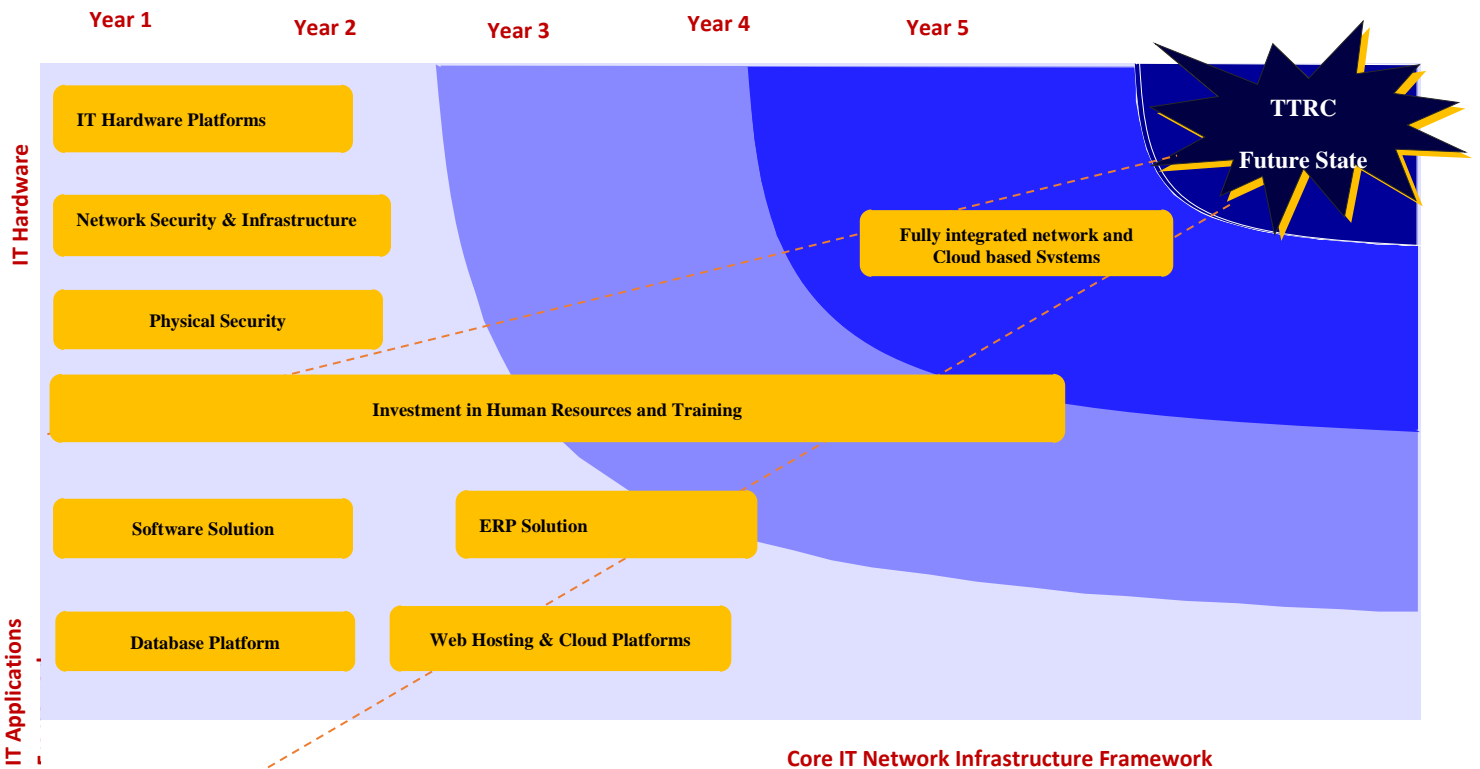 Year 1
Year 2
Year 3
Year 4
Year 5
TTRC
Future State
IT Hardware
IT Hardware Platforms
Network Security & Infrastructure
Fully integrated network and
Cloud based Systems
Physical Security
Investment in Human Resources and Training
Software Solution
ERP Solution
IT Applications
Database Platform
Web Hosting & Cloud Platforms
Core IT Network Infrastructure Framework